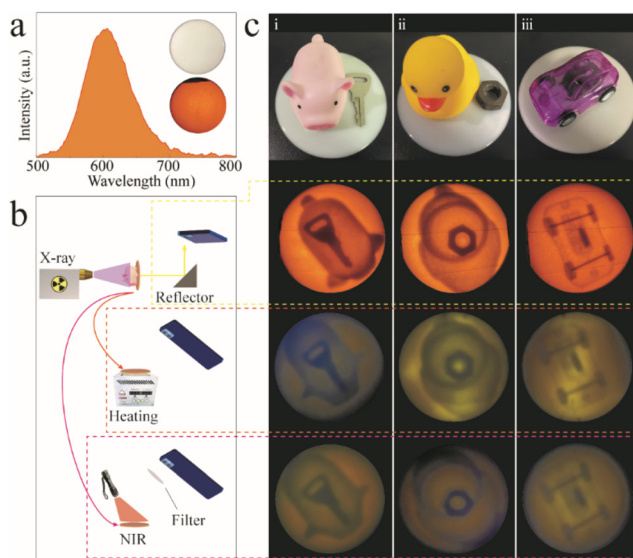 a
Intensity (a.u.)
500 600 700 800
Wavelength (nm)
b
X-ray
Reflector
Heating
NIR
Filter
c
i
ii
iii